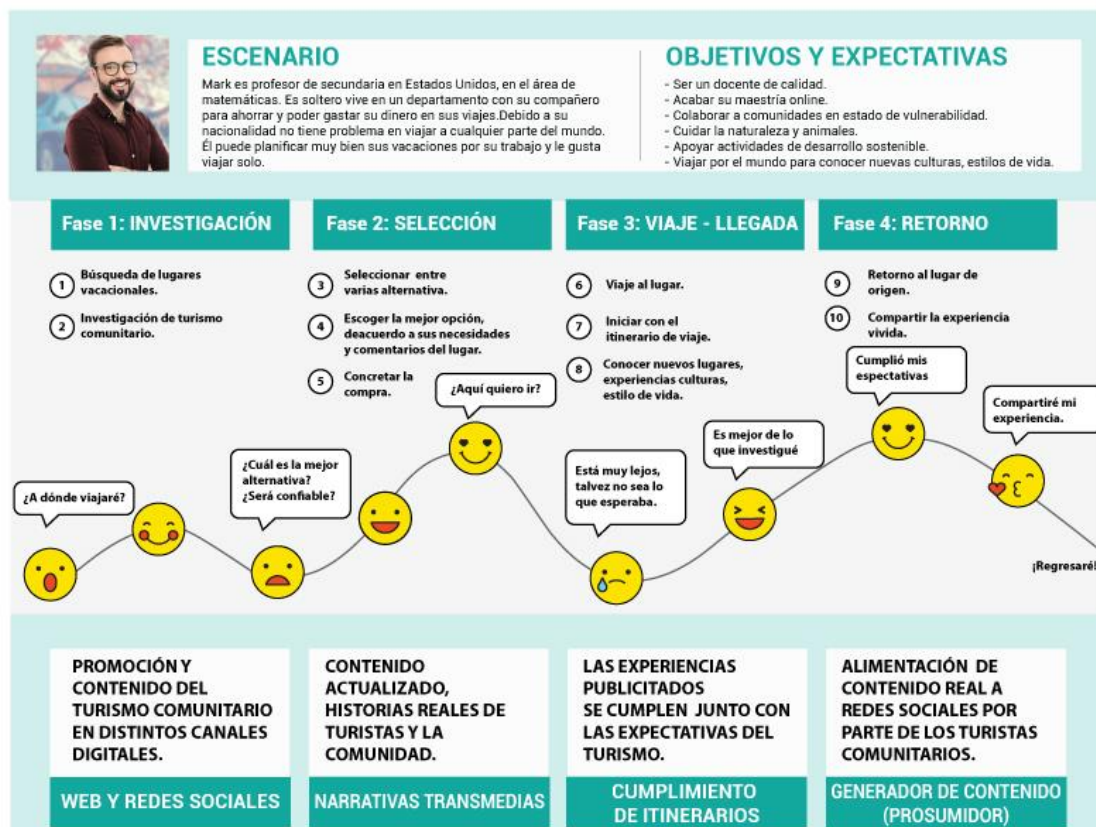 ESCENARIO
Mark es profesor de secundaria en Estados Unidos, en el área de
matemáticas. Es soltero vive en un departamento con su compañero
para ahorrar y poder gastar su dinero en sus viajes.Debido a su
nacionalidad no tiene problema en viajar a cualquier parte del mundo.
Él puede planificar muy bien sus vacaciones por su trabajo y le gusta
viajar solo.
OBJETIVOS Y EXPECTATIVAS
- Ser un docente de calidad.
- Acabar su maestría online.
- Colaborar a comunidades en estado de vulnerabilidad.
- Cuidar la naturaleza y animales.
- Apoyar actividades de desarrollo sostenible.
- Viajar por el mundo para conocer nuevas culturas, estilos de vida.
Fase 1: INVESTIGACIÓN
1 Búsqueda de lugares
vacacionales.
2 Investigación de turismo
comunitario.
Fase 2: SELECCIÓN
3 Seleccionar entre
varias alternativa.
4 Escoger la mejor opción,
deacuerdo a sus necesidades
y comentarios del lugar.
5 Concretar la
compra.
Fase 3: VIAJE - LLEGADA
6 Viaje al lugar.
7 Iniciar con el
itinerario de viaje.
8 Conocer nuevos lugares,
experiencias culturas,
estilo de vida.
Fase 4: RETORNO
9 Retorno al lugar de
origen.
10 Compartir la experiencia
vivida.
¿A dónde viajaré?
¿Cuál es la mejor
alternativa?
¿Será confiable?
¿Aquí quiero ir?
Está muy lejos,
talvez no sea lo
que esperaba.
Es mejor de lo
que investigué
Cumplió mis
espectativas
Compartiré mi
experiencia.
¡Regresaré!
PROMOCIÓN Y
CONTENIDO DEL
TURISMO COMUNITARIO
EN DISTINTOS CANALES
DIGITALES.
WEB Y REDES SOCIALES
CONTENIDO
ACTUALIZADO,
HISTORIAS REALES DE
TURISTAS Y LA
COMUNIDAD.
NARRATIVAS TRANSMEDIAS
LAS EXPERIENCIAS
PUBLICITADOS
SE CUMPLEN JUNTO CON
LAS EXPECTATIVAS DEL
TURISMO.
CUMPLIMIENTO
DE ITINERARIOS
ALIMENTACIÓN DE
CONTENIDO REAL A
REDES SOCIALES POR
PARTE DE LOS TURISTAS
COMUNITARIOS.
GENERADOR DE CONTENIDO
(PROSUMIDOR)